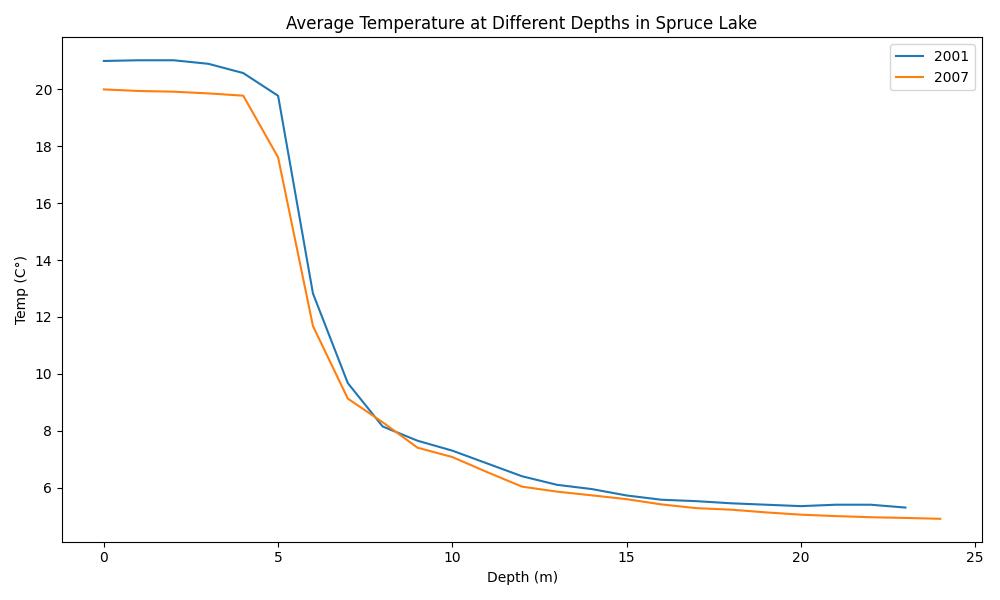 Average Temperature at Different Depths in Spruce Lake
2001
2007
Temp (C°)
20
18
16
14
12
10
8
6
0 5 10 15 20 25
Depth (m)